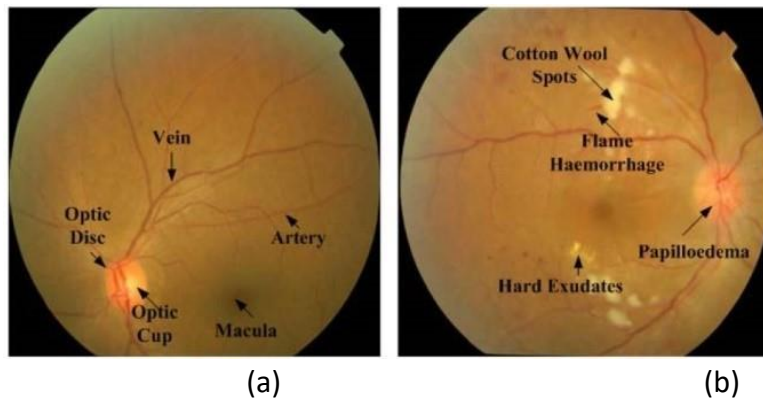 Vein
Optic
Disc
Artery
Optic
Cup
Macula
Cotton Wool
Spots
Flame
Haemorrhage
Papilloedema
Hard Exudates
(a)
(b)